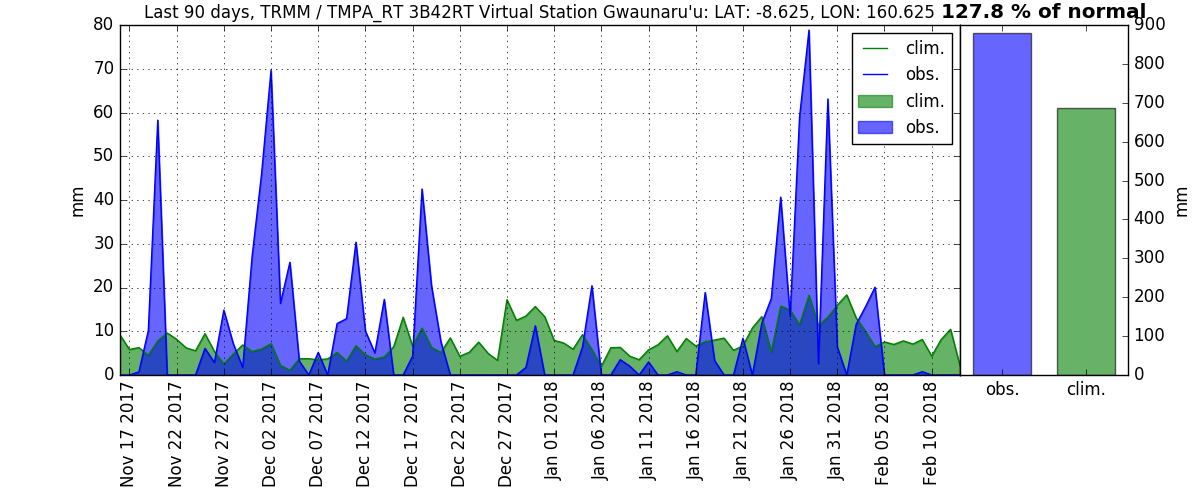 Last 90 days, TRMM / TMPA_RT 3B42RT Virtual Station Gwaunaru'u: LAT: -8.625, LON: 160.625 127.8 % of normal
80
70
60
50
40
30
20
10
0
mm
clim.
obs.
clim.
obs.
Nov 17 2017
Nov 22 2017
Nov 27 2017
Dec 02 2017
Dec 07 2017
Dec 12 2017
Dec 17 2017
Dec 22 2017
Dec 27 2017
Jan 01 2018
Jan 06 2018
Jan 11 2018
Jan 16 2018
Jan 21 2018
Jan 26 2018
Jan 31 2018
Feb 05 2018
Feb 10 2018
900
800
700
600
500
400
300
200
100
0
mm
obs. clim.